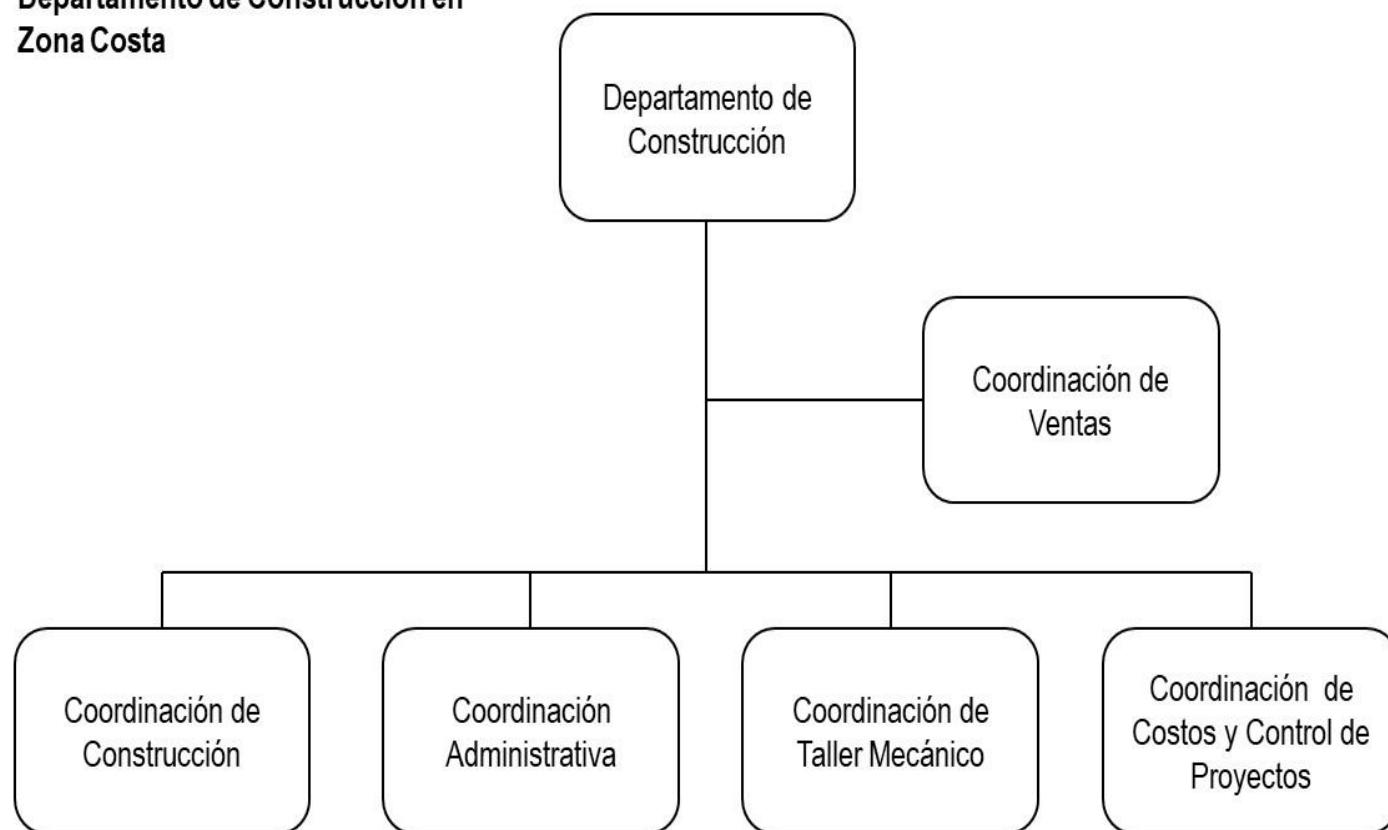 Departamento de Construcción en
Zona Costa
Departamento de
Construcción
Coordinación de
Ventas
Coordinación de
Construcción
Coordinación
Administrativa
Coordinación de
Taller Mecánico
Coordinación de
Costos y Control de
Proyectos